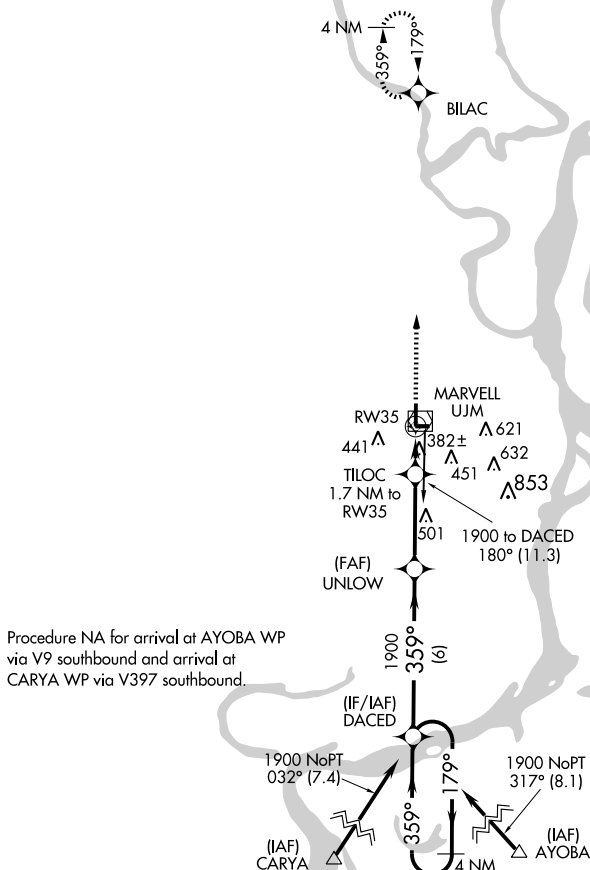 4 NM
359°
179°
BILAC
MARVELL
UJM
RW35
621
441
382±
632
451
TILOC
1.7 NM to
RW35
853
501
1900 to DACED
180° (11.3)
(FAF)
UNLOW
Procedure NA for arrival at AYOBA WP
via V9 southbound and arrival at
CARYA WP via V397 southbound.
1900
359°
(6)
(IF/IAF)
DACED
1900 NoPT
032° (7.4)
359°
179°
1900 NoPT
317° (8.1)
(IAF)
CARYA
4 NM
(IAF)
AYOBA